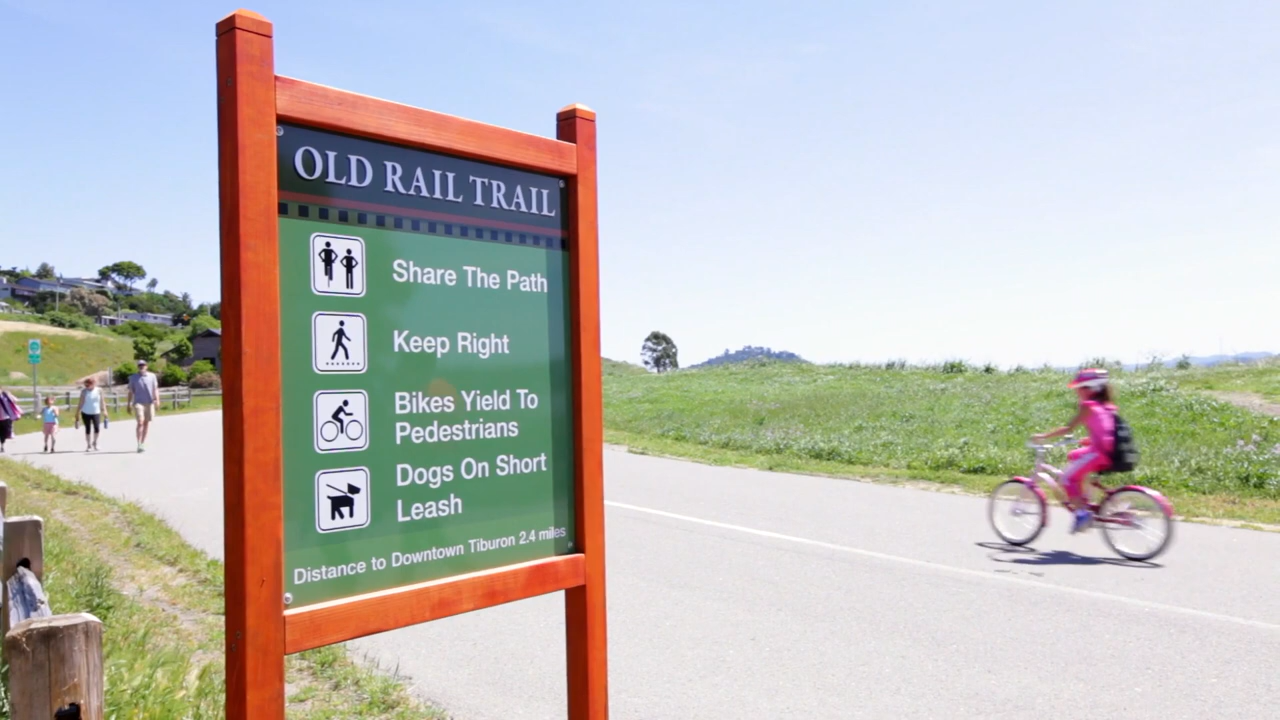 OLD RAIL TRAIL
Share The Path
Keep Right
Bikes Yield To
Pedestrians
Dogs On Short
Leash
Distance to Downtown Tiburon 2.4 miles